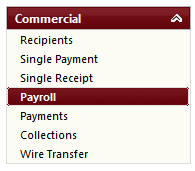 Commercial
Recipients
Single Payment
Single Receipt
Payroll
Payments
Collections
Wire Transfer